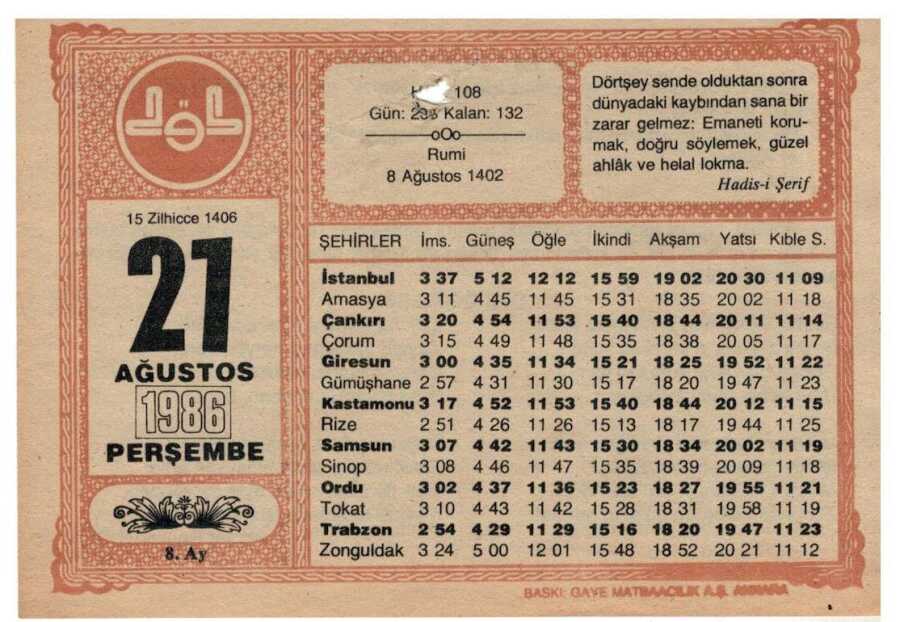 108
Gün: Kalan: 132
oOo
Rumi
8 Ağustos 1402
Dörtşey sende olduktan sonra
dünyadaki kaybından sana bir
zarar gelmez: Emaneti koru-
mak, doğru söylemek, güzel
ahlâk ve helal lokma.
Hadis-i Şerif
15 Zilhicce 1406
21
AĞUSTOS
1986
PERŞEMBE
8. Ay
ŞEHİRLER İms. Güneş Öğle İkindi Akşam Yatsı Kıble S.
İstanbul 3 37 5 12 12 12 15 59 19 02 20 30 11 09
Amasya 3 11 4 45 11 45 15 31 18 35 20 02 11 18
Çankırı 3 20 4 54 11 53 15 40 18 44 20 11 11 14
Çorum 3 15 4 49 11 48 15 35 18 38 20 05 11 17
Giresun 3 00 4 35 11 34 15 21 18 25 19 52 11 22
Gümüşhane 2 57 4 31 11 30 15 17 18 20 19 47 11 23
Kastamonu 3 17 4 52 11 53 15 40 18 44 20 12 11 15
Rize 2 51 4 26 11 26 15 13 18 17 19 44 11 25
Samsun 3 07 4 42 11 43 15 30 18 34 20 02 11 19
Sinop 3 08 4 46 11 47 15 35 18 39 20 09 11 18
Ordu 3 02 4 37 11 36 15 23 18 27 19 55 11 21
Tokat 3 10 4 43 11 42 15 28 18 31 19 58 11 19
Trabzon 2 54 4 29 11 29 15 16 18 20 19 47 11 23
Zonguldak 3 24 5 00 12 01 15 48 18 52 20 21 11 12
BASKI: GAYE MATBAACILIK A.Ş. ANKARA